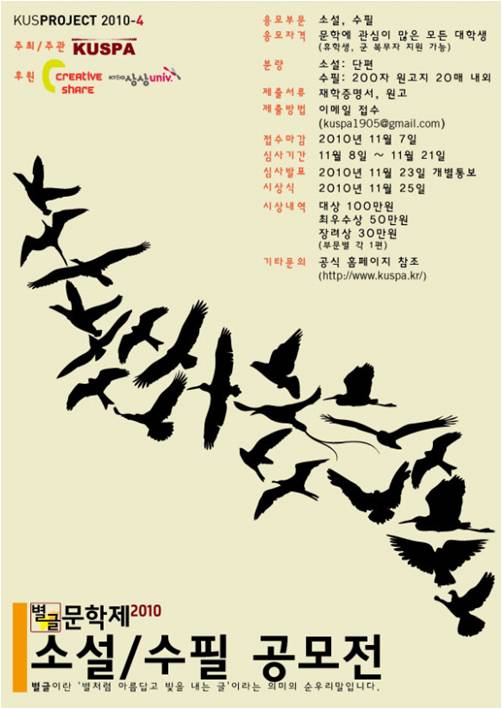 KUSPROJECT 2010-4
주최/주관 KUSPA
후원 creative share KT&G 상상univ.
응모부문 소설, 수필
응모자격 문학에 관심이 많은 모든 대학생
(휴학생, 군 복무자 지원 가능)
분량 소설: 단편
수필: 200자 원고지 20매 내외
제출서류 재학증명서, 원고
제출방법 이메일 접수
(kuspa1905@gmail.com)
접수마감 2010년 11월 7일
심사기간 11월 8일 ~ 11월 21일
심사발표 2010년 11월 23일 개별통보
시상식 2010년 11월 25일
시상내역 대상 100만원
최우수상 50만원
장려상 30만원
(부문별 각 1편)
기타문의 공식 홈페이지 참조
(http://www.kuspa.kr/)
별글문학제2010
소설/수필 공모전
별글이란 '별처럼 아름답고 빛을 내는 글'이라는 의미의 순우리말입니다.